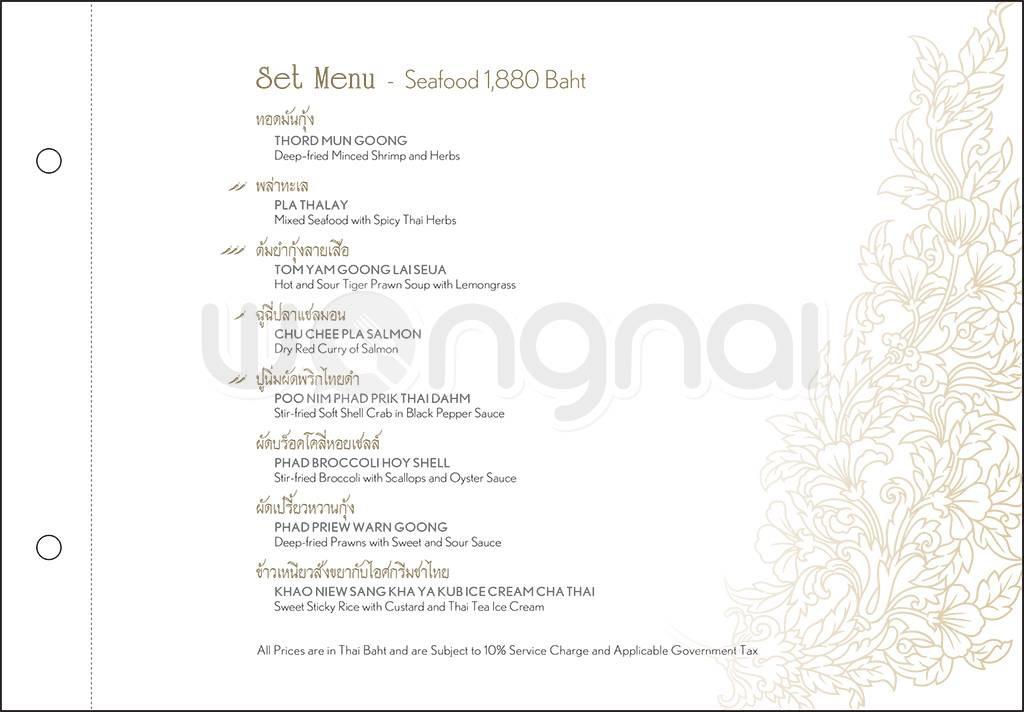 Set Menu - Seafood 1,880 Baht
ทอดมันกุ้ง
THORD MUN GOONG
Deep-fried Minced Shrimp and Herbs
พล่าทะเล
PLA THALAY
Mixed Seafood with Spicy Thai Herbs
ต้มยำกุ้งลายเสือ
TOM YAM GOONG LAI SEUA
Hot and Sour Tiger Prawn Soup with Lemongrass
ฉู่ฉี่ปลาแซลมอน
CHU CHEE PLA SALMON
Dry Red Curry of Salmon
wongnai
ปูนิ่มผัดพริกไทยดำ
POO NIM PHAD PRIK THAI DAHM
Stir-fried Soft Shell Crab in Black Pepper Sauce
ผัดบร็อคโคลี่หอยเชลล์
PHAD BROCCOLI HOY SHELL
Stir-fried Broccoli with Scallops and Oyster Sauce
ผัดเปรี้ยวหวานกุ้ง
PHAD PRIEW WARN GOONG
Deep-fried Prawns with Sweet and Sour Sauce
ข้าวเหนียวสังขยากับไอศกรีมชาไทย
KHAO NIEW SANG KHA YA KUB ICE CREAM CHA THAI
Sweet Sticky Rice with Custard and Thai Tea Ice Cream
All Prices are in Thai Baht and are Subject to 10% Service Charge and Applicable Government Tax